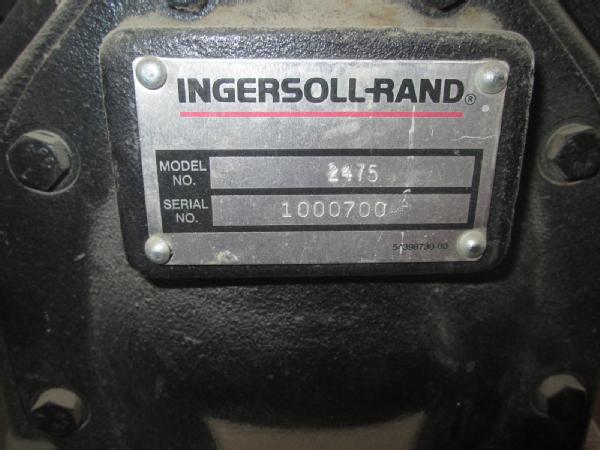 INGERSOLL-RAND®
MODEL NO. 2475
SERIAL NO. 1000700